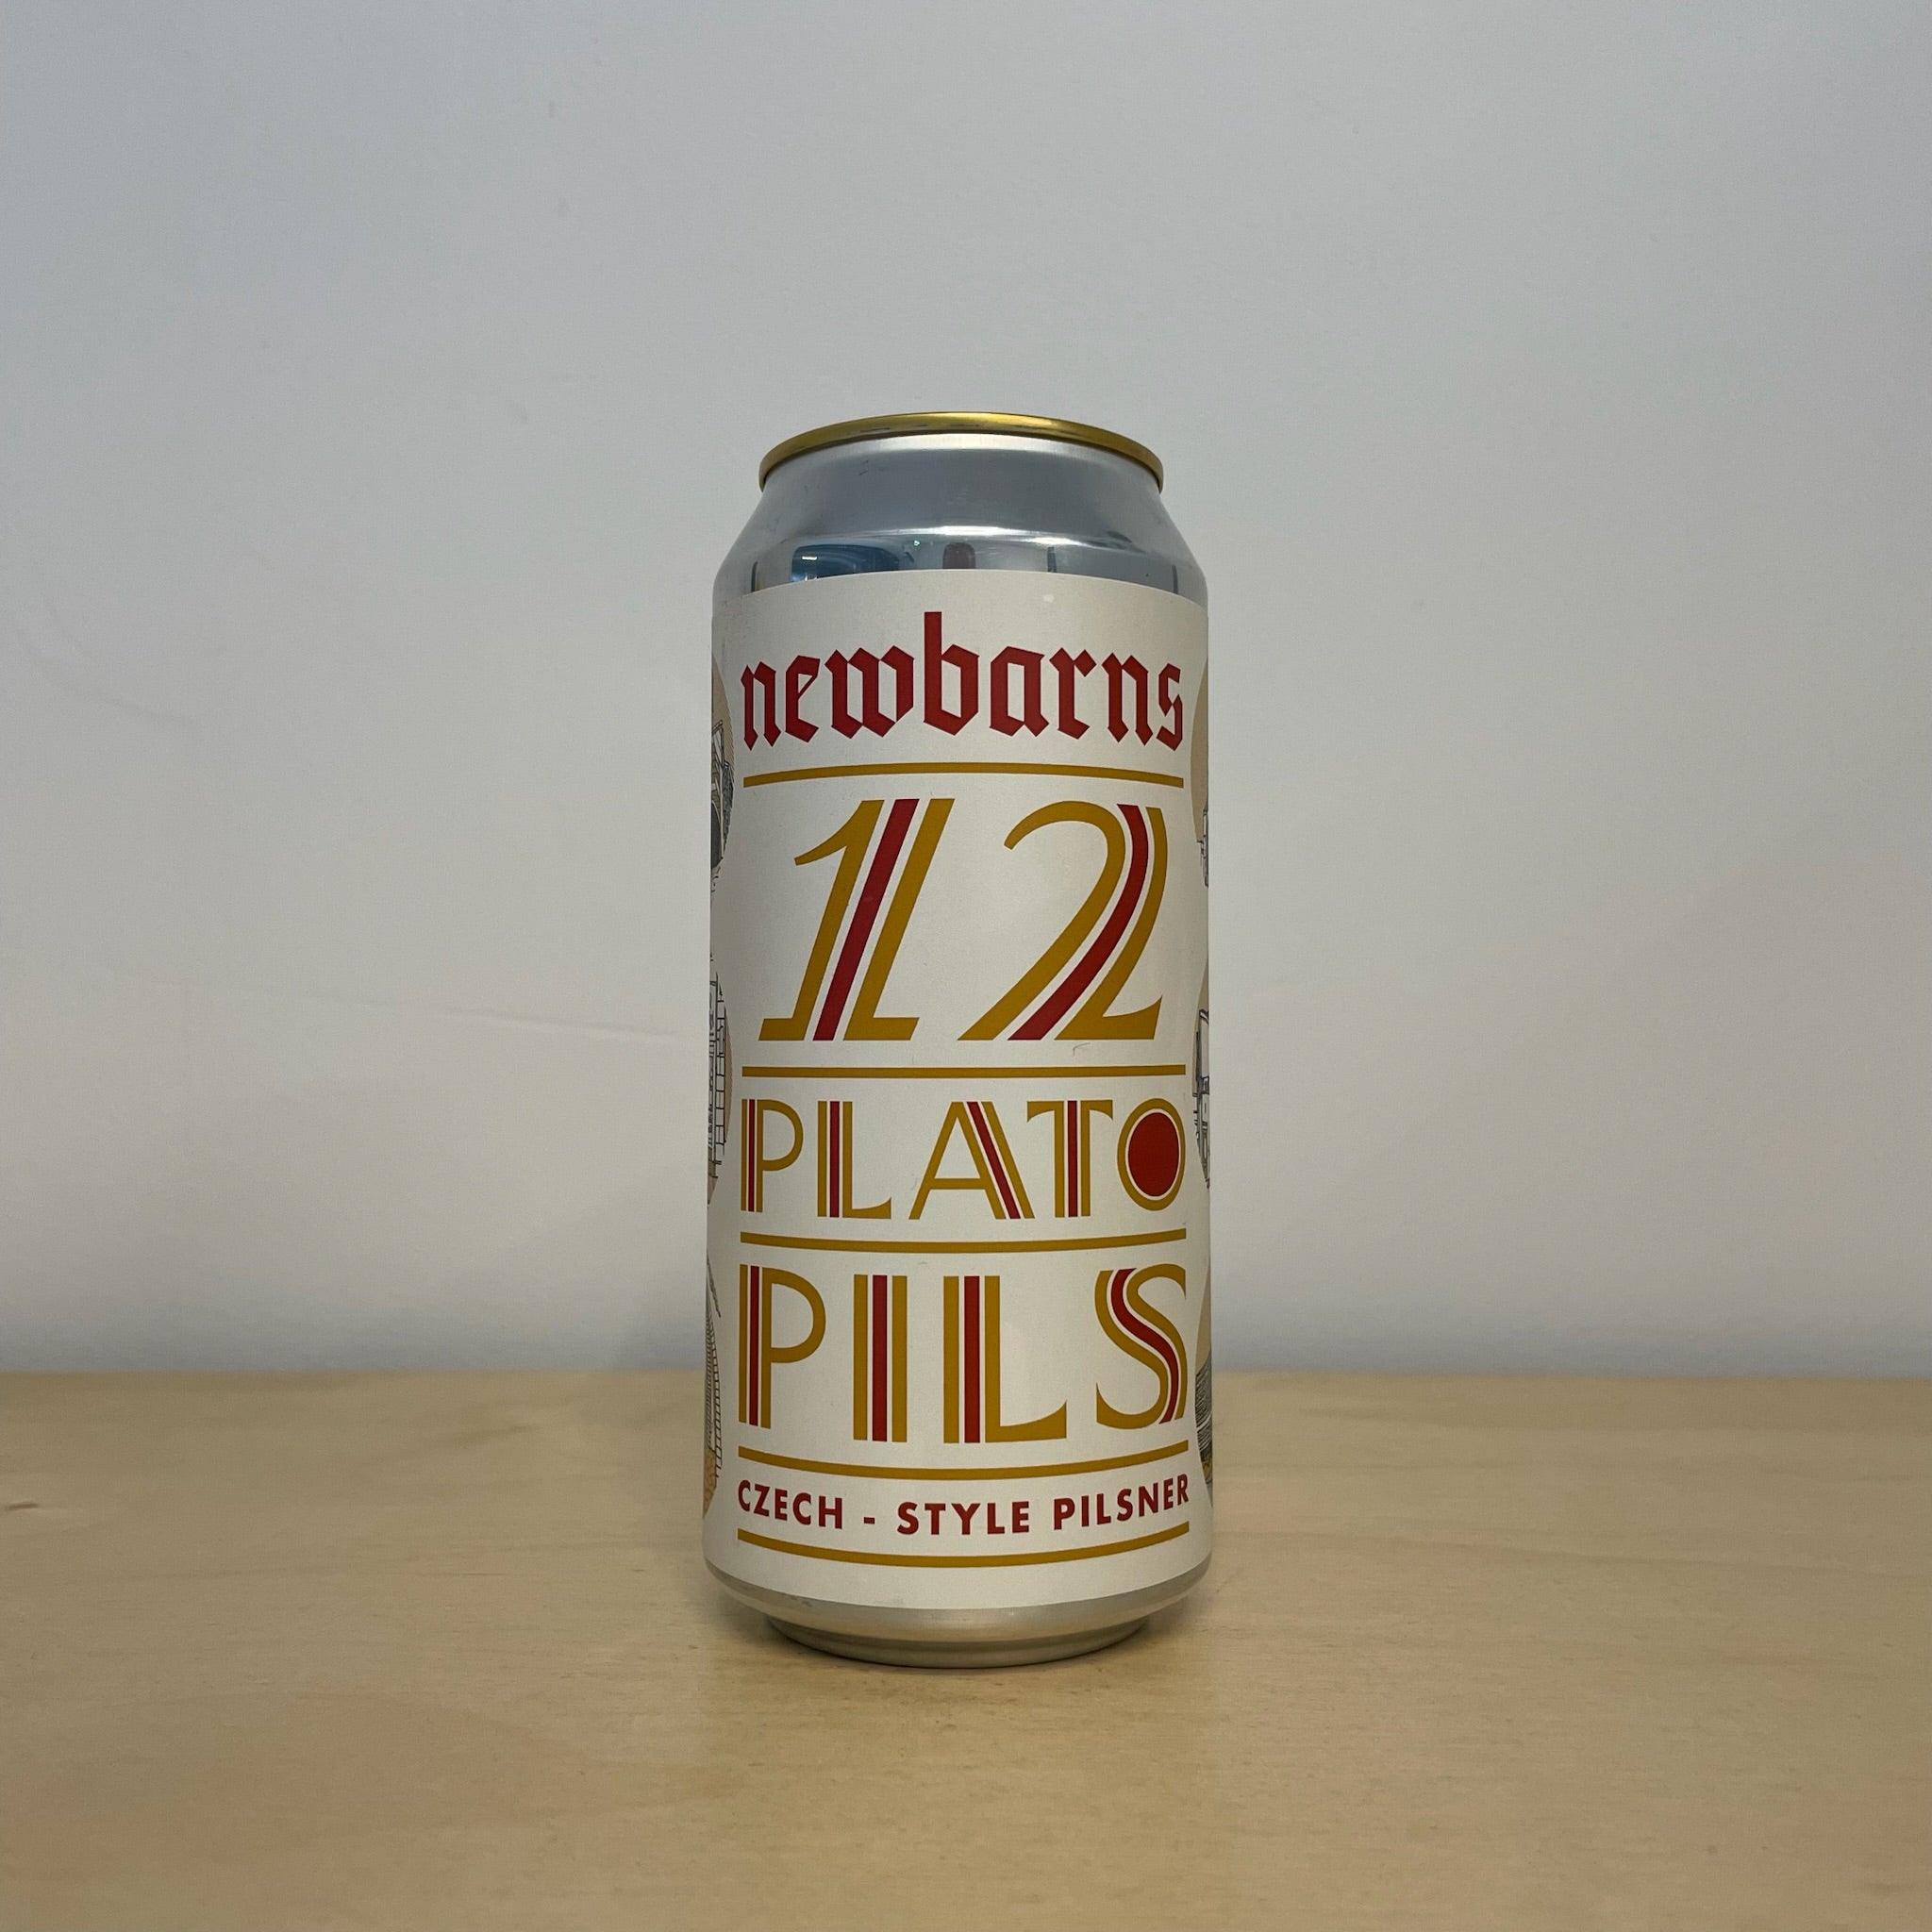 newbarns
12
PLATO
PILS
CZECH - STYLE PILSNER